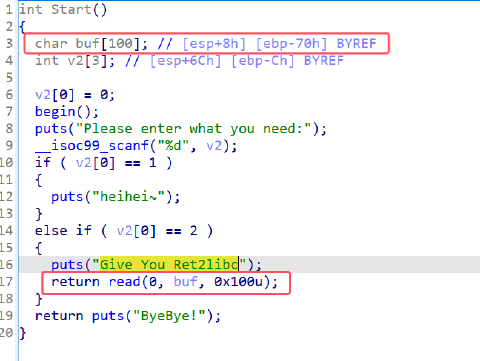 1 int Start()
2 {
3 char buf[100]; // [esp+8h] [ebp-70h] BYREF
4 int v2[3]; // [esp+6Ch] [ebp-Ch] BYREF
5
6 v2[0] = 0;
7 begin();
8 puts("Please enter what you need:");
9 __isoc99_scanf("%d", v2);
10 if ( v2[0] == 1 )
11 {
12 puts("heihei~");
13 }
14 else if ( v2[0] == 2 )
15 {
16 puts("Give You Ret2libc");
17 return read(0, buf, 0x100u);
18 }
19 return puts("ByeBye!");
20 }